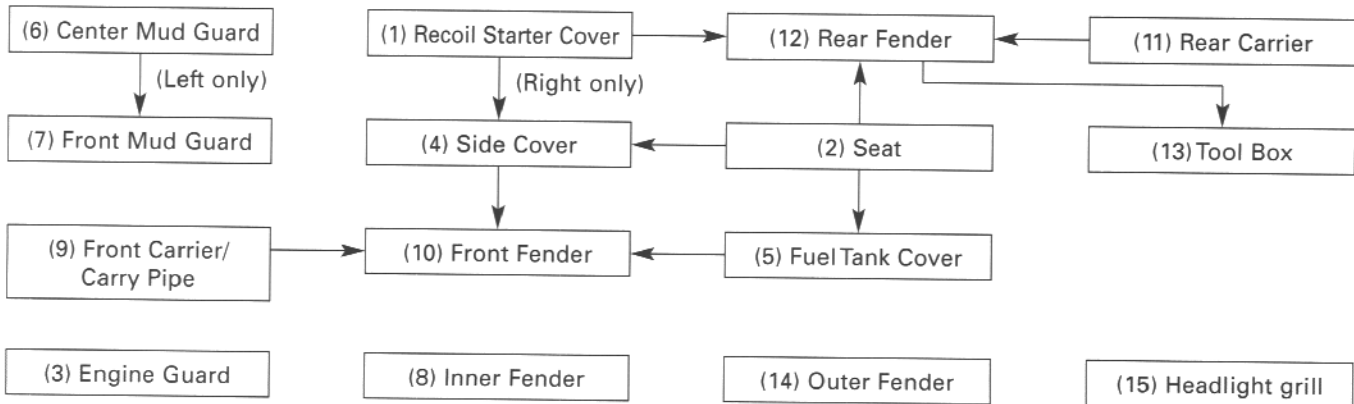 (6) Center Mud Guard
(1) Recoil Starter Cover
(12) Rear Fender
(11) Rear Carrier
(Left only)
(Right only)
(7) Front Mud Guard
(4) Side Cover
(2) Seat
(13) Tool Box
(9) Front Carrier/
Carry Pipe
(10) Front Fender
(5) Fuel Tank Cover
(3) Engine Guard
(8) Inner Fender
(14) Outer Fender
(15) Headlight grill